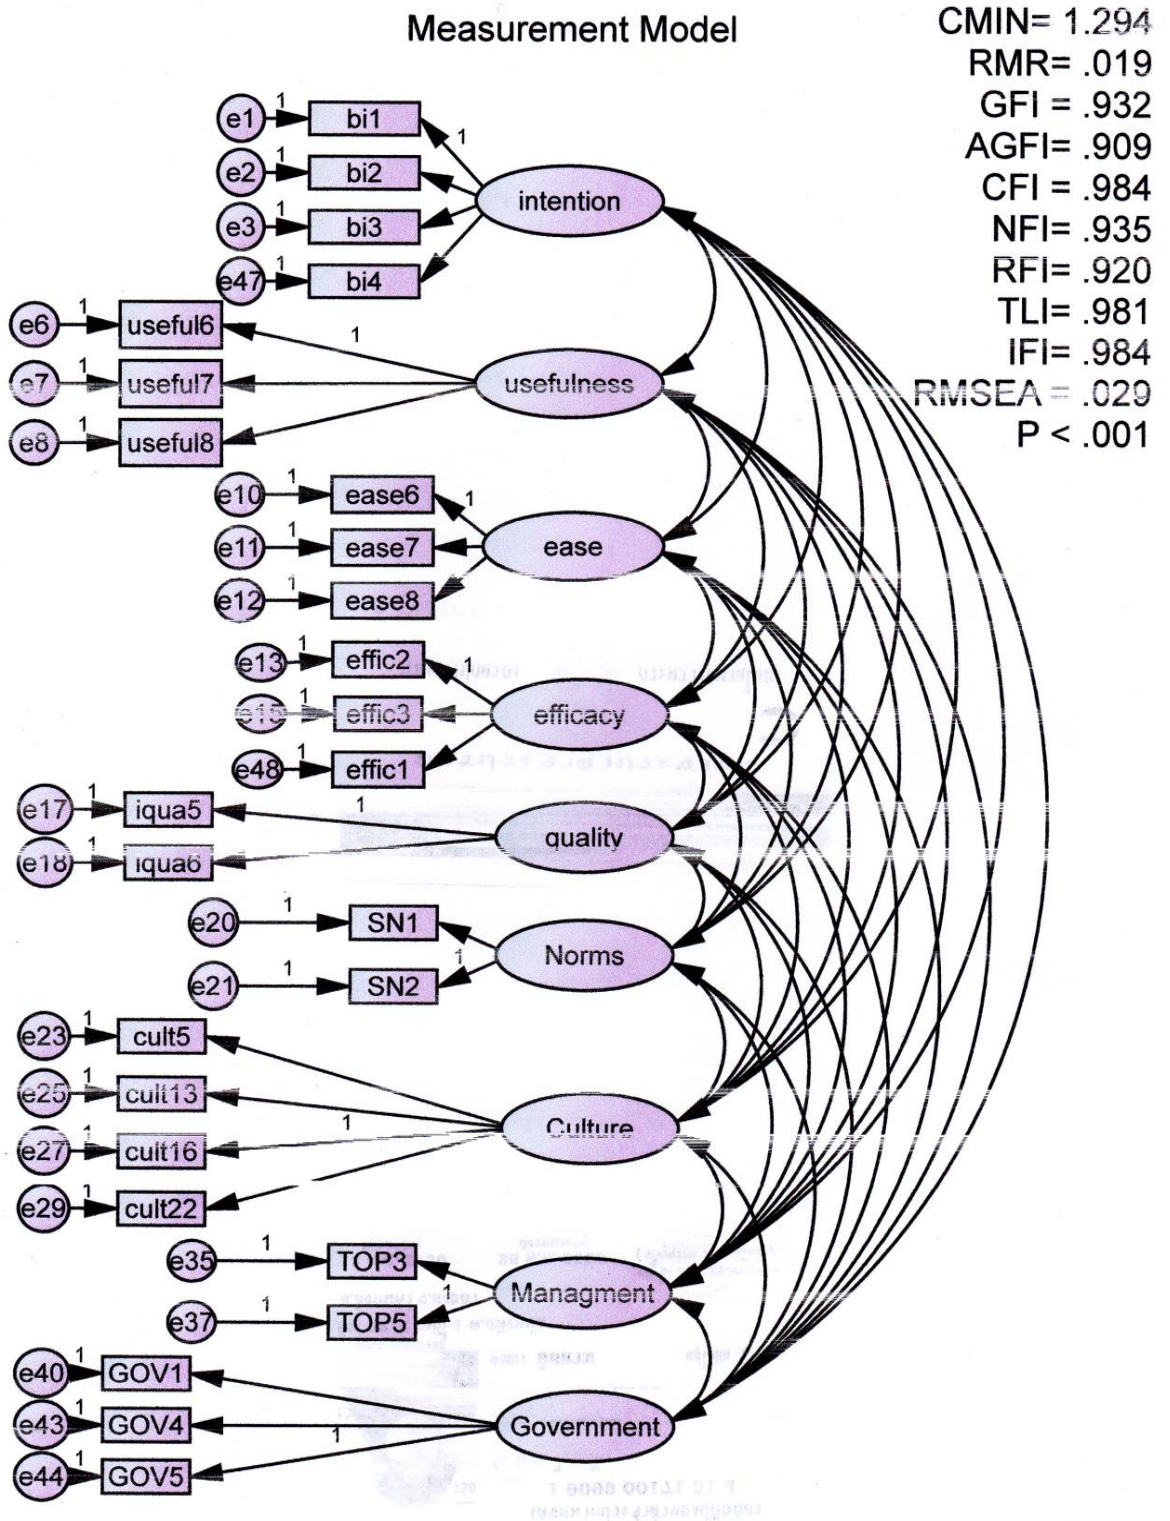 Measurement Model
CMIN= 1.294
RMR= .019
GFI = .932
AGFI= .909
CFI = .984
NFI= .935
RFI= .920
TLI= .981
IFI= .984
RMSEA = .029
P < .001
e1 1 bi1 1
e2 1 bi2
intention
e3 1 bi3
e47 1 bi4
e6 1 useful6 1
e7 1 useful7 usefulness
e8 1 useful8
e10 1 ease6 1
e11 1 ease7 ease
e12 1 ease8
e13 1 effic2 1
e15 1 effic3 efficacy
e48 1 effic1
e17 1 iqua5 1
quality
e18 1 iqua6
e20 1 SN1
Norms
e21 1 SN2 1
e23 1 cult5
e25 1 cult13
Culture
e27 1 cult16 1
e29 1 cult22
e35 1 TOP3
Managment
e37 1 TOP5 1
e40 1 GOV1
e43 1 GOV4 Government
e44 1 GOV5 1